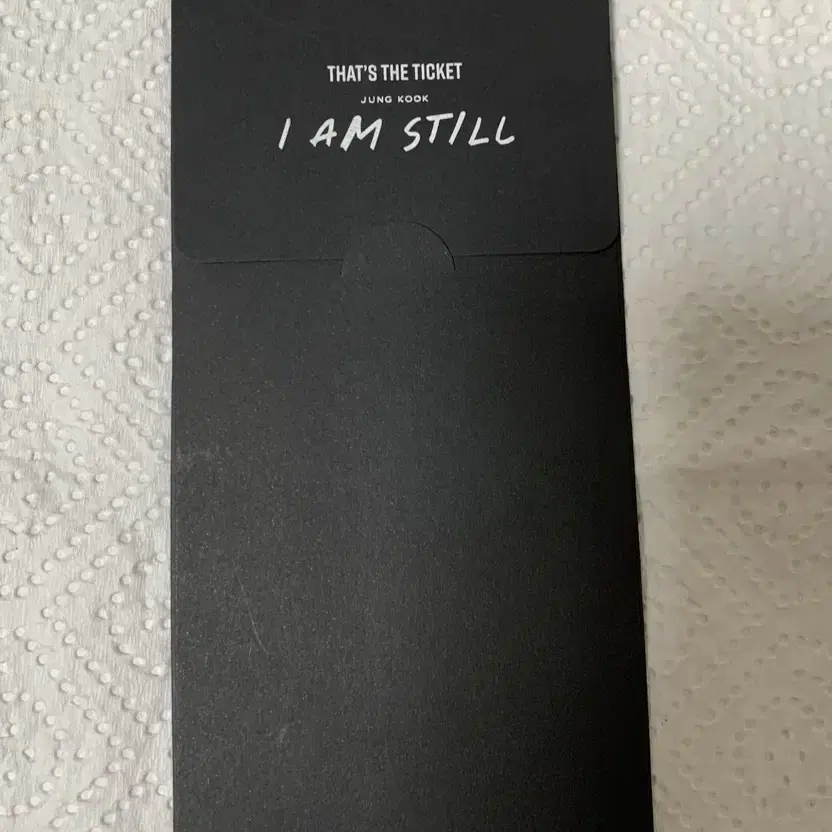 THAT'S THE TICKET
JUNG KOOK
I AM STILL